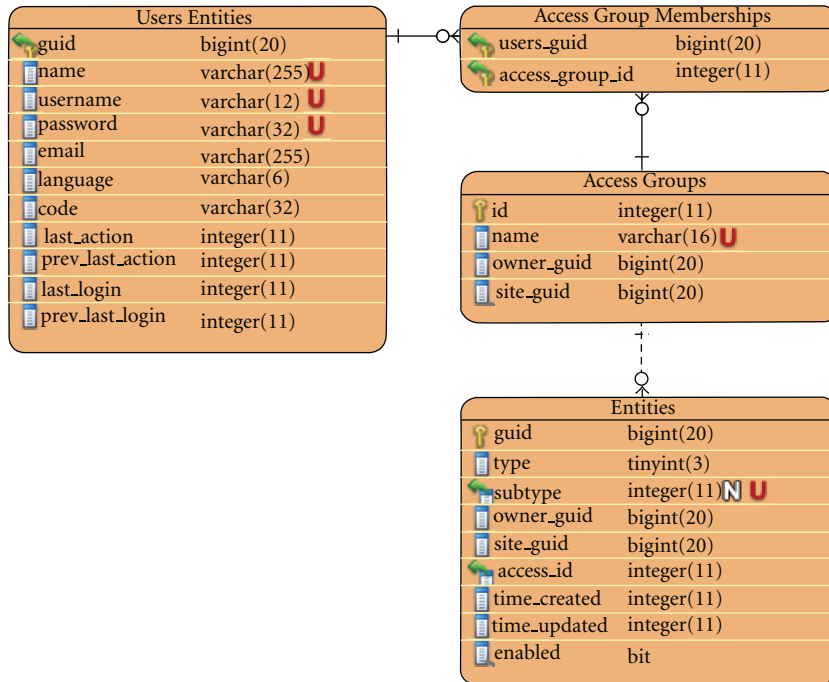 Users Entities
guid bigint(20)
name varchar(255) U
username varchar(12) U
password varchar(32) U
email varchar(255)
language varchar(6)
code varchar(32)
last_action integer(11)
prev_last_action integer(11)
last_login integer(11)
prev_last_login integer(11)
Access Group Memberships
users_guid bigint(20)
access_group_id integer(11)
Access Groups
id integer(11)
name varchar(16) U
owner_guid bigint(20)
site_guid bigint(20)
Entities
guid bigint(20)
type tinyint(3)
subtype integer(11) N U
owner_guid bigint(20)
site_guid bigint(20)
access_id integer(11)
time_created integer(11)
time_updated integer(11)
enabled bit